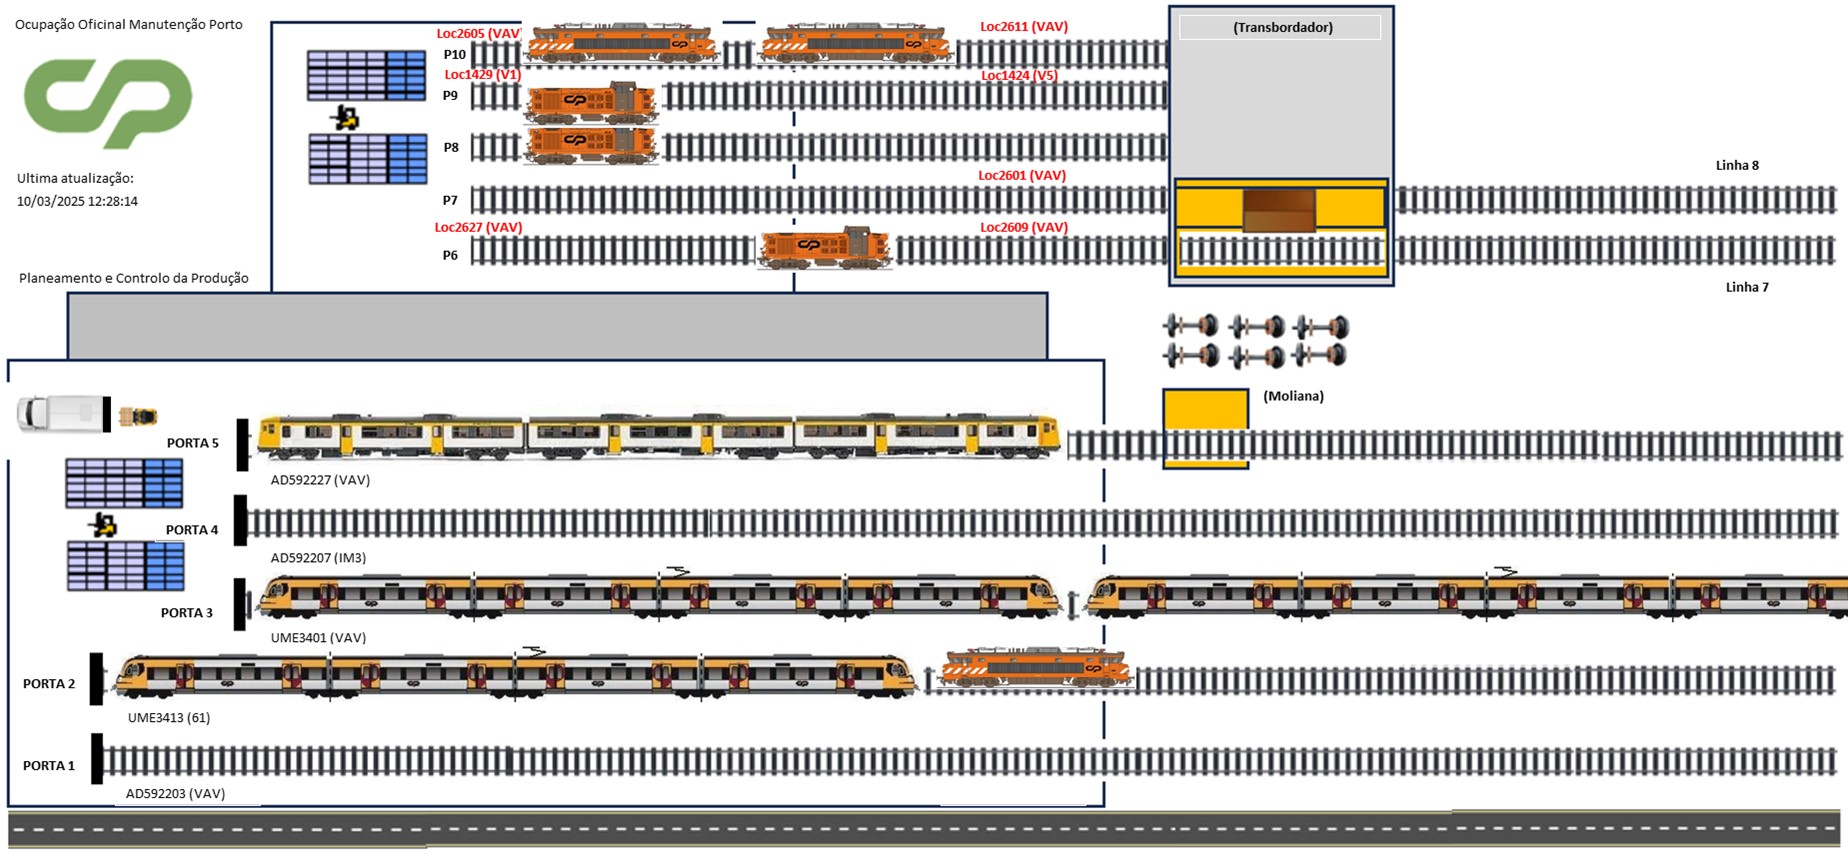 Ocupação Oficinal Manutenção Porto
Ultima atualização:
10/03/2025 12:28:14
Planeamento e Controlo da Produção
Loc2605 (VAV)
Loc2611 (VAV)
P10
Loc1429 (V1)
Loc1424 (V5)
P9
P8
Loc2601 (VAV)
P7
Loc2627 (VAV)
Loc2609 (VAV)
P6
(Transbordador)
Linha 8
Linha 7
(Moliana)
PORTA 5
AD592227 (VAV)
PORTA 4
AD592207 (IM3)
PORTA 3
UME3401 (VAV)
PORTA 2
UME3413 (61)
PORTA 1
AD592203 (VAV)